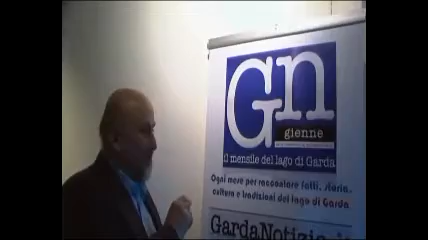 Gn
gienne
il mensile del lago di Garda
Ogni mese per raccontare fatti, storia,
cultura e tradizioni del lago di Garda
GardaNotizie.it